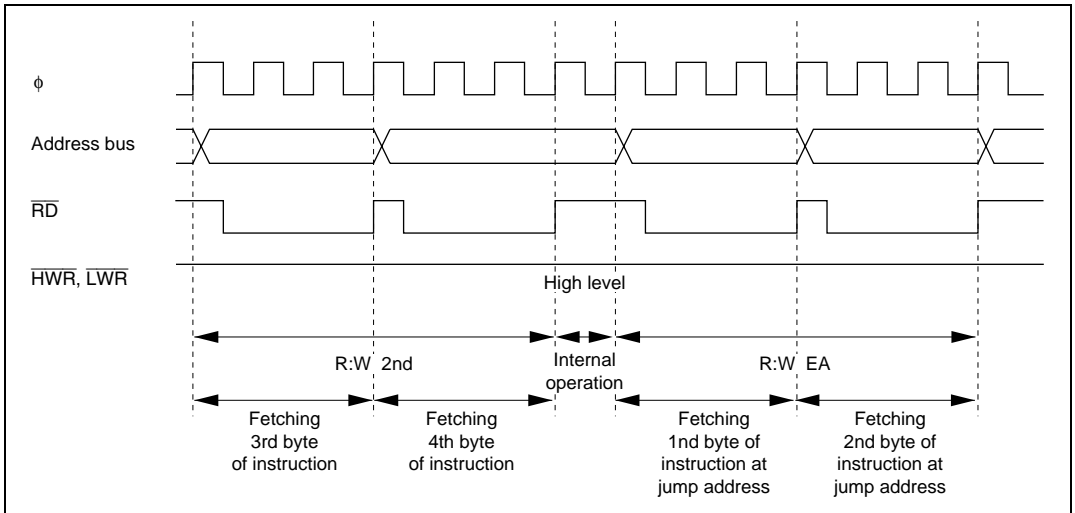 φ
Address bus
RD
HWR, LWR
High level
R:W 2nd
Internal
operation
R:W EA
Fetching
3rd byte
of instruction
Fetching
4th byte
of instruction
Fetching
1nd byte of
instruction at
jump address
Fetching
2nd byte of
instruction at
jump address